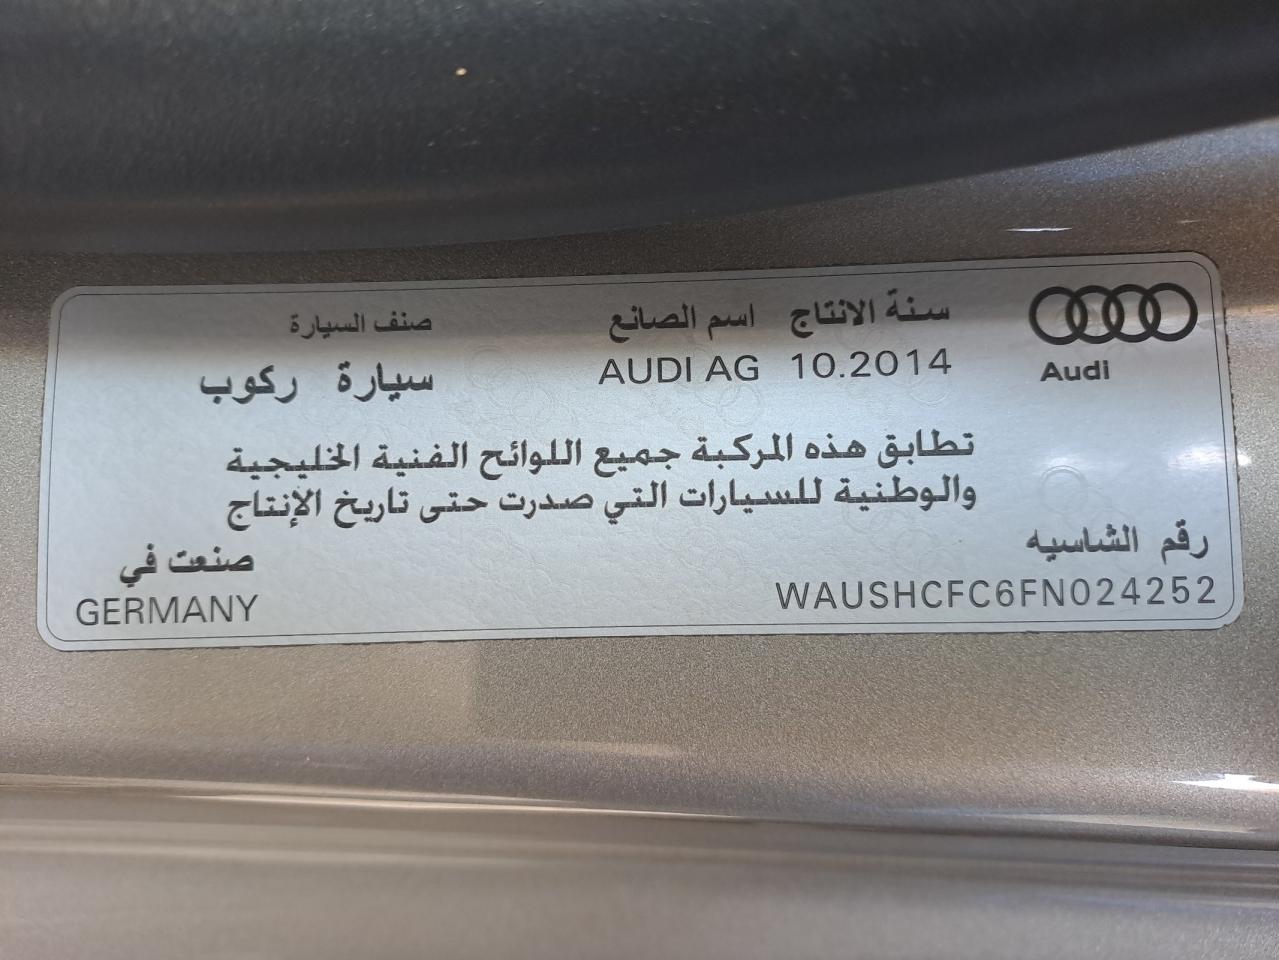 سنة الانتاج اسم الصانع صنف السيارة
10.2014 AUDI AG سيارة ركوب
Audi
تطابق هذه المركبة جميع اللوائح الفنية الخليجية
والوطنية للسيارات التي صدرت حتى تاريخ الإنتاج
رقم الشاسيه صنعت في
WAUSHCFC6FN024252 GERMANY